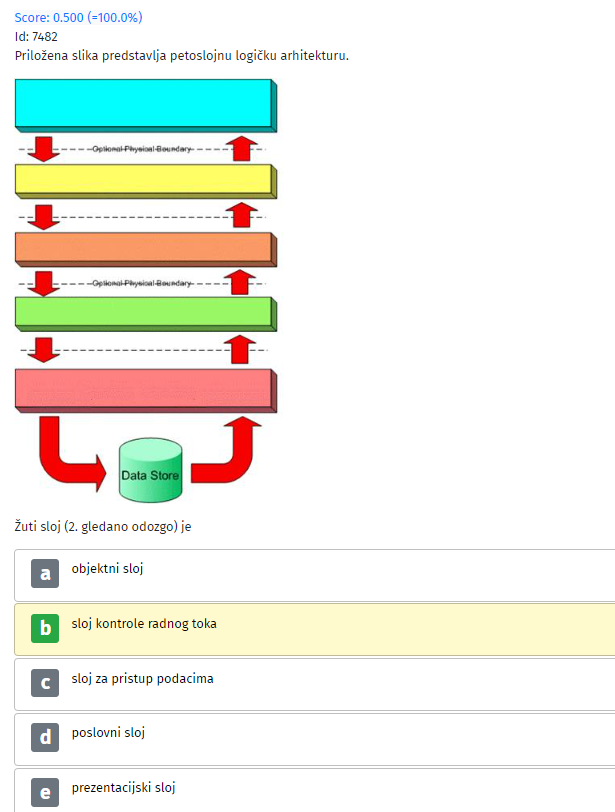 Score: 0.500 (=100.0%)
Id: 7482
Priložena slika predstavlja petoslojnu logičku arhitekturu.
Optional Physical Boundary
Optional Physical Boundary
Data Store
Žuti sloj (2. gledano odozgo) je
a objektni sloj
b sloj kontrole radnog toka
c sloj za pristup podacima
d poslovni sloj
e prezentacijski sloj